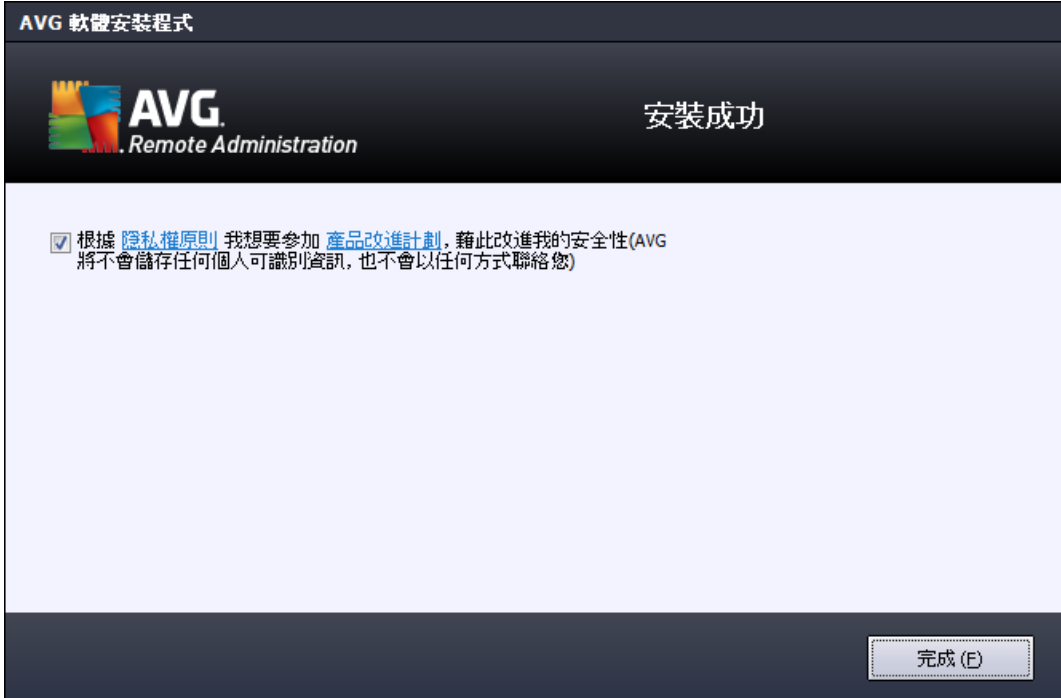 AVG 軟體安裝程式
AVG.
Remote Administration
安裝成功
根據 隱私權原則 我想要參加 產品改進計劃, 藉此改進我的安全性(AVG
將不會儲存任何個人可識別資訊, 也不會以任何方式聯絡您)
完成 (F)